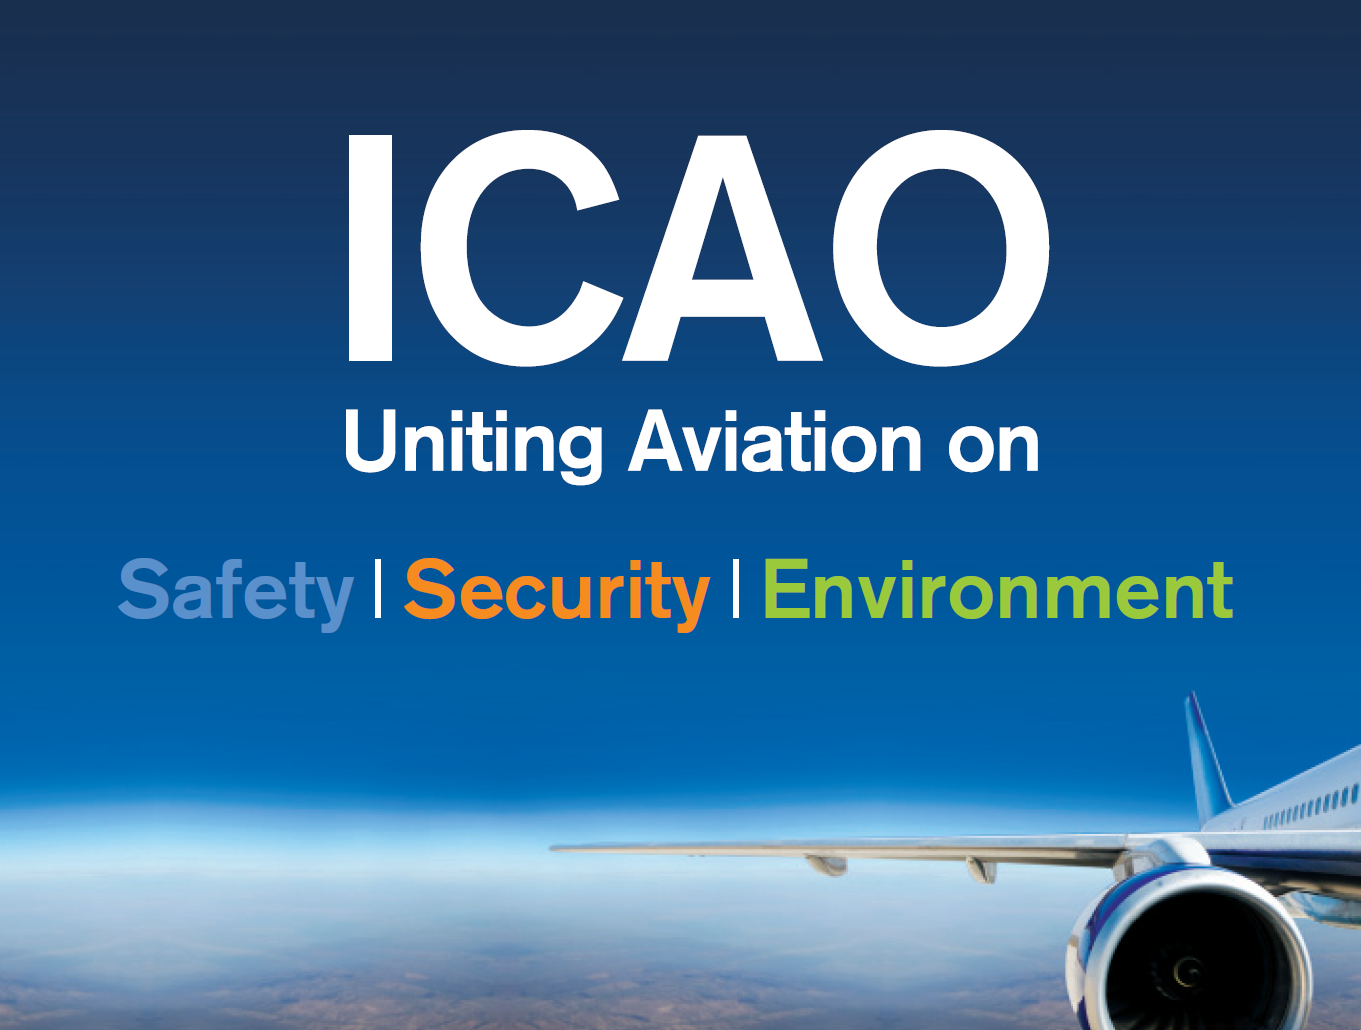 ICAO
Uniting Aviation on
Safety | Security | Environment